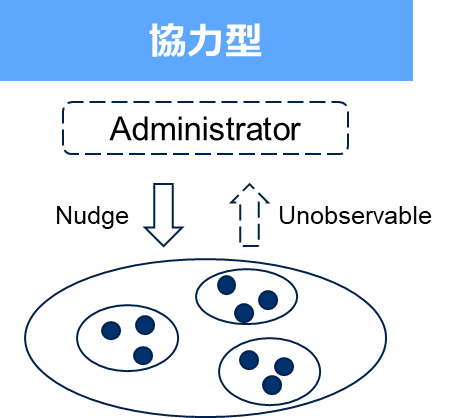 協力型
Administrator
Nudge
Unobservable